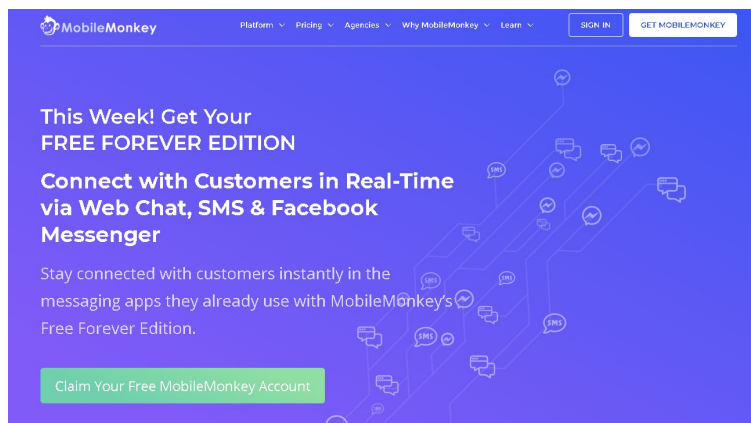 MobileMonkey
Platform Pricing Agencies Why MobileMonkey Learn SIGN IN GET MOBILEMONKEY
This Week! Get Your
FREE FOREVER EDITION
Connect with Customers in Real-Time
via Web Chat, SMS & Facebook
Messenger
Stay connected with customers instantly in the
messaging apps they already use with MobileMonkey's
Free Forever Edition.
Claim Your Free MobileMonkey Account
SMS
SMS
SMS
SMS
SMS
SMS